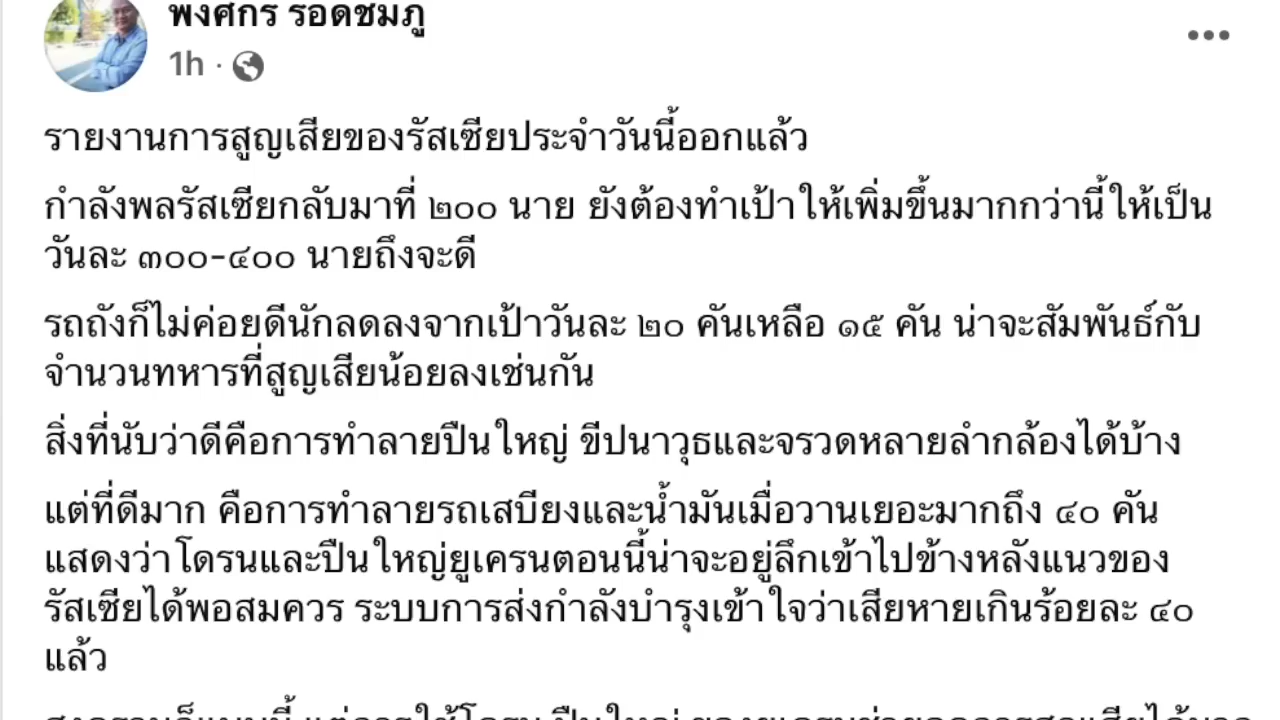 พงศกร รอดชมภู
1h ·
รายงานการสูญเสียของรัสเซียประจำวันนี้ออกแล้ว
กำลังพลรัสเซียกลับมาที่ ๒๐๐ นาย ยังต้องทำเป้าให้เพิ่มขึ้นมากกว่านี้ให้เป็น
วันละ ๓๐๐-๔๐๐ นายถึงจะดี
รถถังก็ไม่ค่อยดีนักลดลงจากเป้าวันละ ๒๐ คันเหลือ ๑๕ คัน น่าจะสัมพันธ์กับ
จำนวนทหารที่สูญเสียน้อยลงเช่นกัน
สิ่งที่นับว่าดีคือการทำลายปืนใหญ่ ขีปนาวุธและจรวดหลายลำกล้องได้บ้าง
แต่ที่ดีมาก คือการทำลายรถเสบียงและน้ำมันเมื่อวานเยอะมากถึง ๔๐ คัน
แสดงว่าโดรนและปืนใหญ่ยูเครนตอนนี้น่าจะอยู่ลึกเข้าไปข้างหลังแนวของ
รัสเซียได้พอสมควร ระบบการส่งกำลังบำรุงเข้าใจว่าเสียหายเกินร้อยละ ๔๐
แล้ว